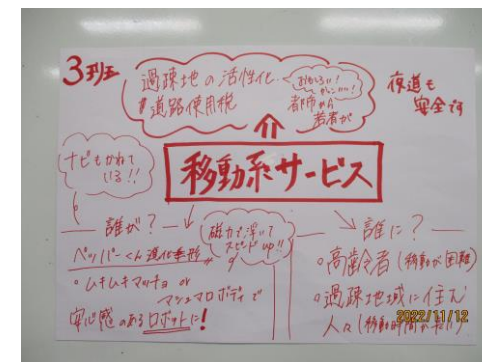 3班
過疎地の活性化
道路使用税
おもしろい!
かっこいい!
都市から
若者が
夜道も
安全です
ナビもかねて
いる!!
移動系サービス
誰が?
磁力で浮いて
スピードup!!
誰に?
ペッパーくん進化系形
・ムキムキマッチョ or
マシュマロボディで
安心感のあるロボットに!
・高齢者(移動が困難)
・過疎地域に住む
人々(移動時間が
2022/11/12